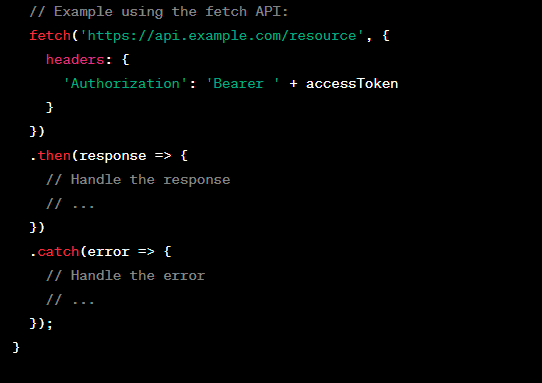 // Example using the fetch API:
  fetch('https://api.example.com/resource', {
    headers: {
      'Authorization': 'Bearer ' + accessToken
    }
  })
  .then(response => {
    // Handle the response
    // ...
  })
  .catch(error => {
    // Handle the error
    // ...
  });
}